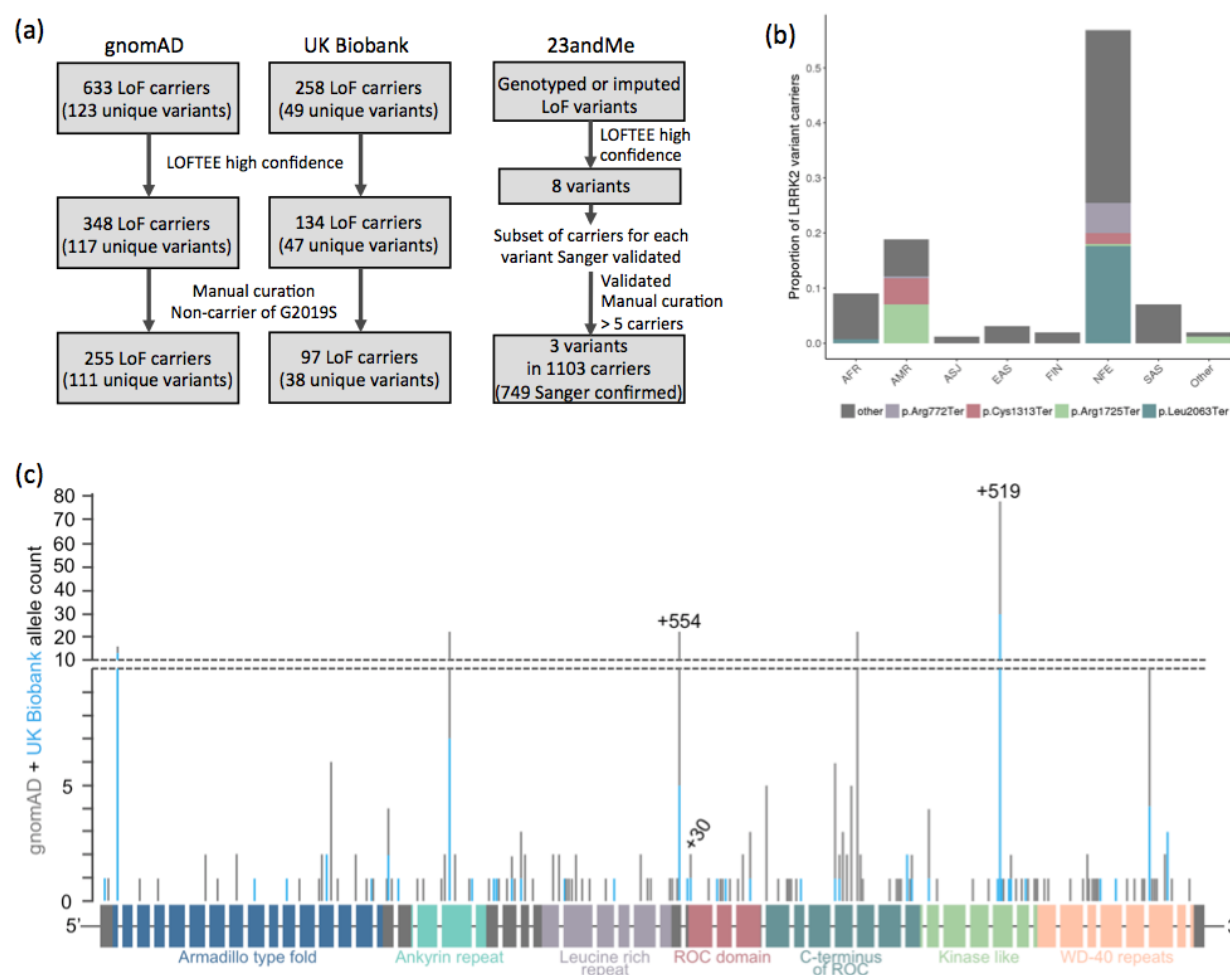 (a)
gnomAD
UK Biobank
23andMe
633 LoF carriers
(123 unique variants)
258 LoF carriers
(49 unique variants)
Genotyped or imputed
LoF variants
LOFTEE high confidence
LOFTEE high
confidence
8 variants
348 LoF carriers
(117 unique variants)
134 LoF carriers
(47 unique variants)
Subset of carriers for each
variant Sanger validated
Manual curation
Non-carrier of G2019S
Validated
Manual curation
> 5 carriers
255 LoF carriers
(111 unique variants)
97 LoF carriers
(38 unique variants)
3 variants
in 1103 carriers
(749 Sanger confirmed)
(b)
Proportion of LRRK2 variant carriers
0.5
0.4
0.3
0.2
0.1
0.0
AFR
AMR
ASJ
EAS
FIN
NFE
SAS
Other
other p.Arg772Ter p.Cys1313Ter p.Arg1725Ter p.Leu2063Ter
(c)
gnomAD + UK Biobank allele count
80
70
60
50
40
30
20
10
5
0
+554
+30
+519
5'
Armadillo type fold
Ankyrin repeat
Leucine rich
repeat
ROC domain
C-terminus
of ROC
Kinase like
WD-40 repeats